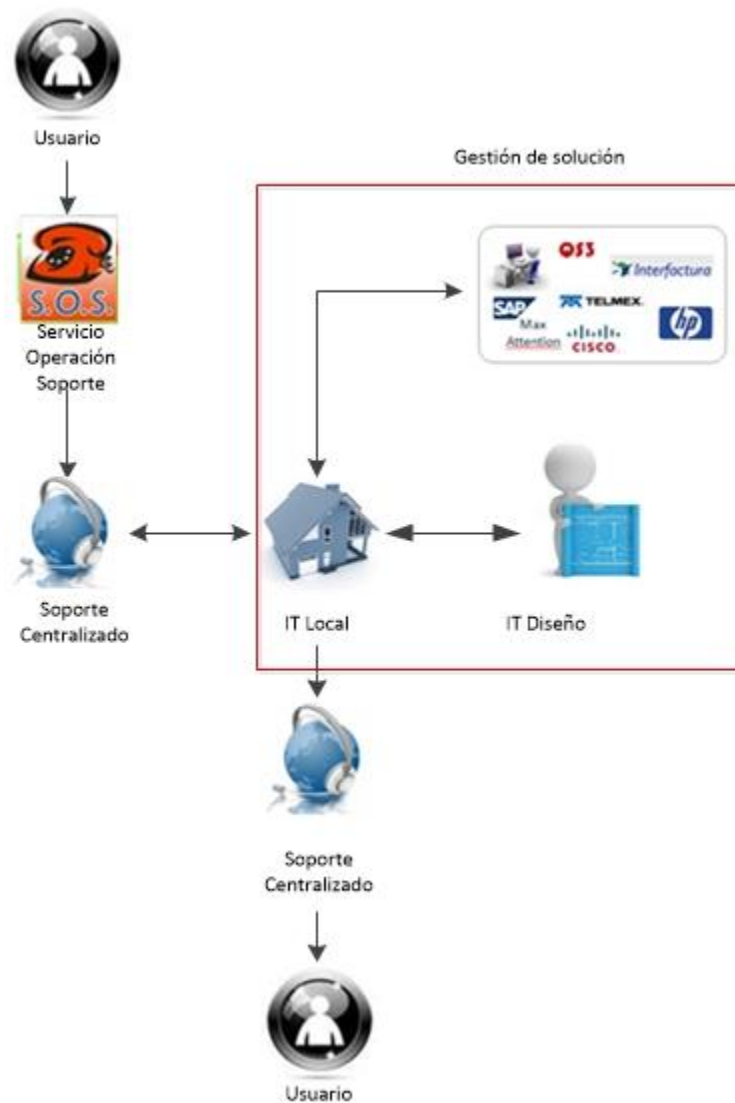 Usuario
Gestión de solución
S.O.S.
Servicio
Operación
Soporte
QS3
Interfactura
SAP
Max
Attention
TELMEX
CISCO
hp
Soporte
Centralizado
IT Local
IT Diseño
Soporte
Centralizado
Usuario